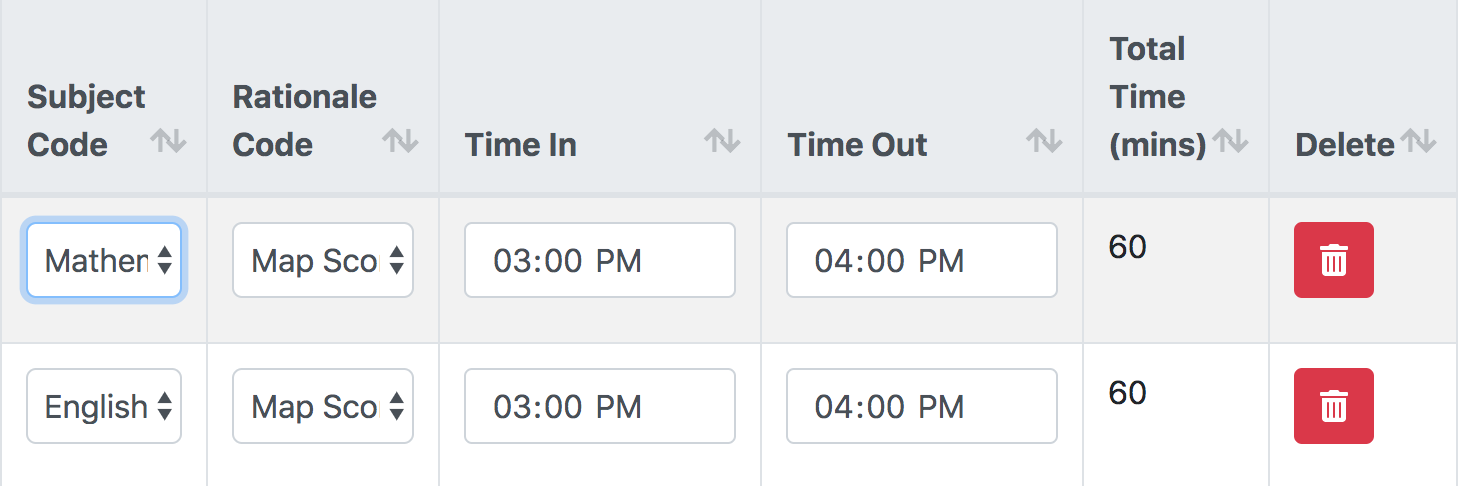 Total
Subject Rationale Time
Code Code Time In Time Out (mins) Delete
Mathem Map Sco 03:00 PM 04:00 PM 60
English Map Sco 03:00 PM 04:00 PM 60